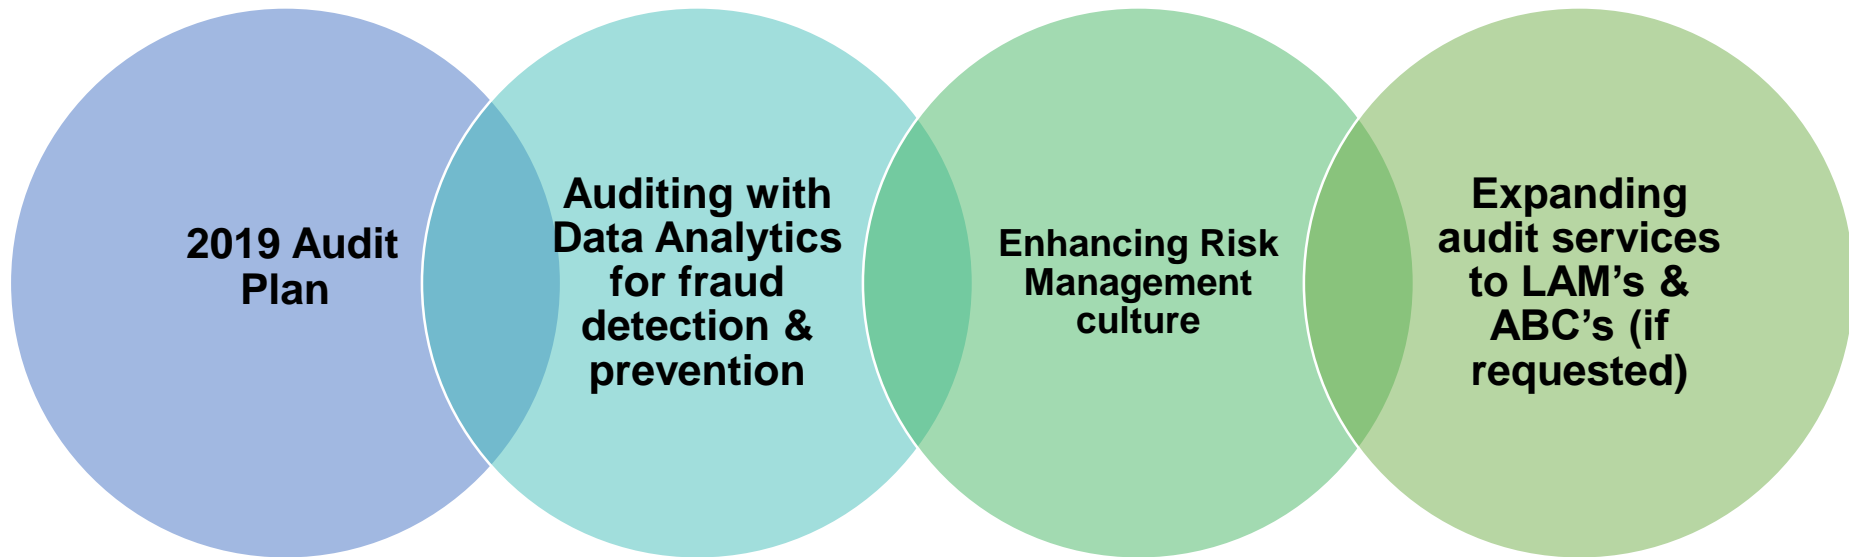 2019 Audit
Plan
Auditing with
Data Analytics
for fraud
detection &
prevention
Enhancing Risk
Management
culture
Expanding
audit services
to LAM’s &
ABC’s (if
requested)